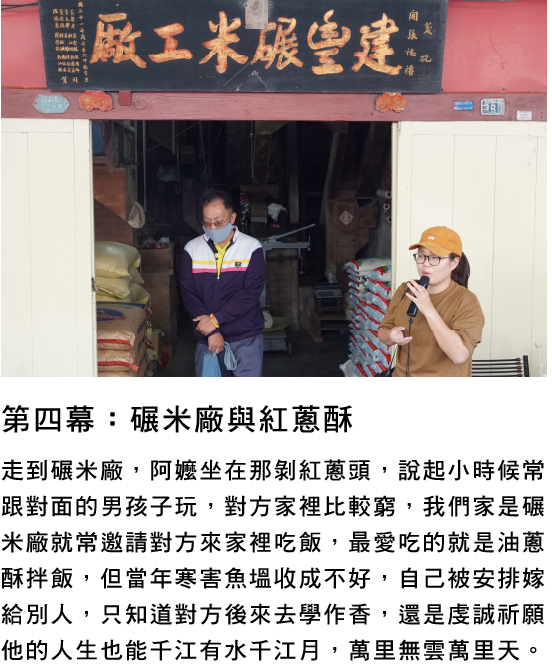 廠工米碾豐建
賀
第四幕：碾米廠與紅蔥酥
走到碾米廠，阿嬤坐在那剝紅蔥頭，說起小時候常
跟對面的男孩子玩，對方家裡比較窮，我們家是碾
米廠就常邀請對方來家裡吃飯，最愛吃的就是油蔥
酥拌飯，但當年寒害魚塭收成不好，自己被安排嫁
給別人，只知道對方後來去學作香，還是虔誠祈願
他的人生也能千江有水千江月，萬里無雲萬里天。